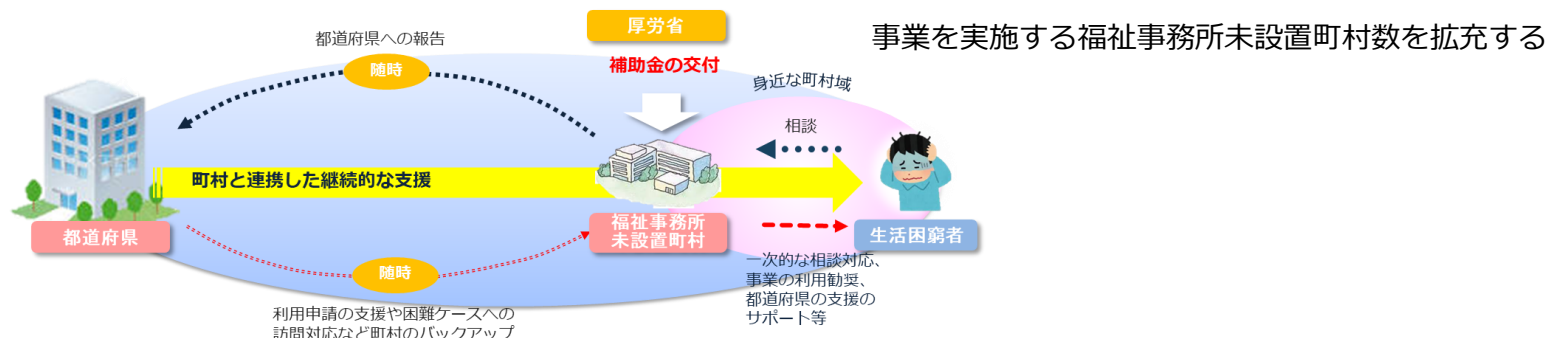 事業を実施する福祉事務所未設置町村数を拡充する
厚労省
都道府県への報告
随時
補助金の交付
身近な町村域
相談
町村と連携した継続的な支援
都道府県
福祉事務所
未設置町村
生活困窮者
随時
一次的な相談対応、
事業の利用勧奨、
都道府県の支援の
サポート等
利用申請の支援や困難ケースへの
訪問対応など町村のバックアップ